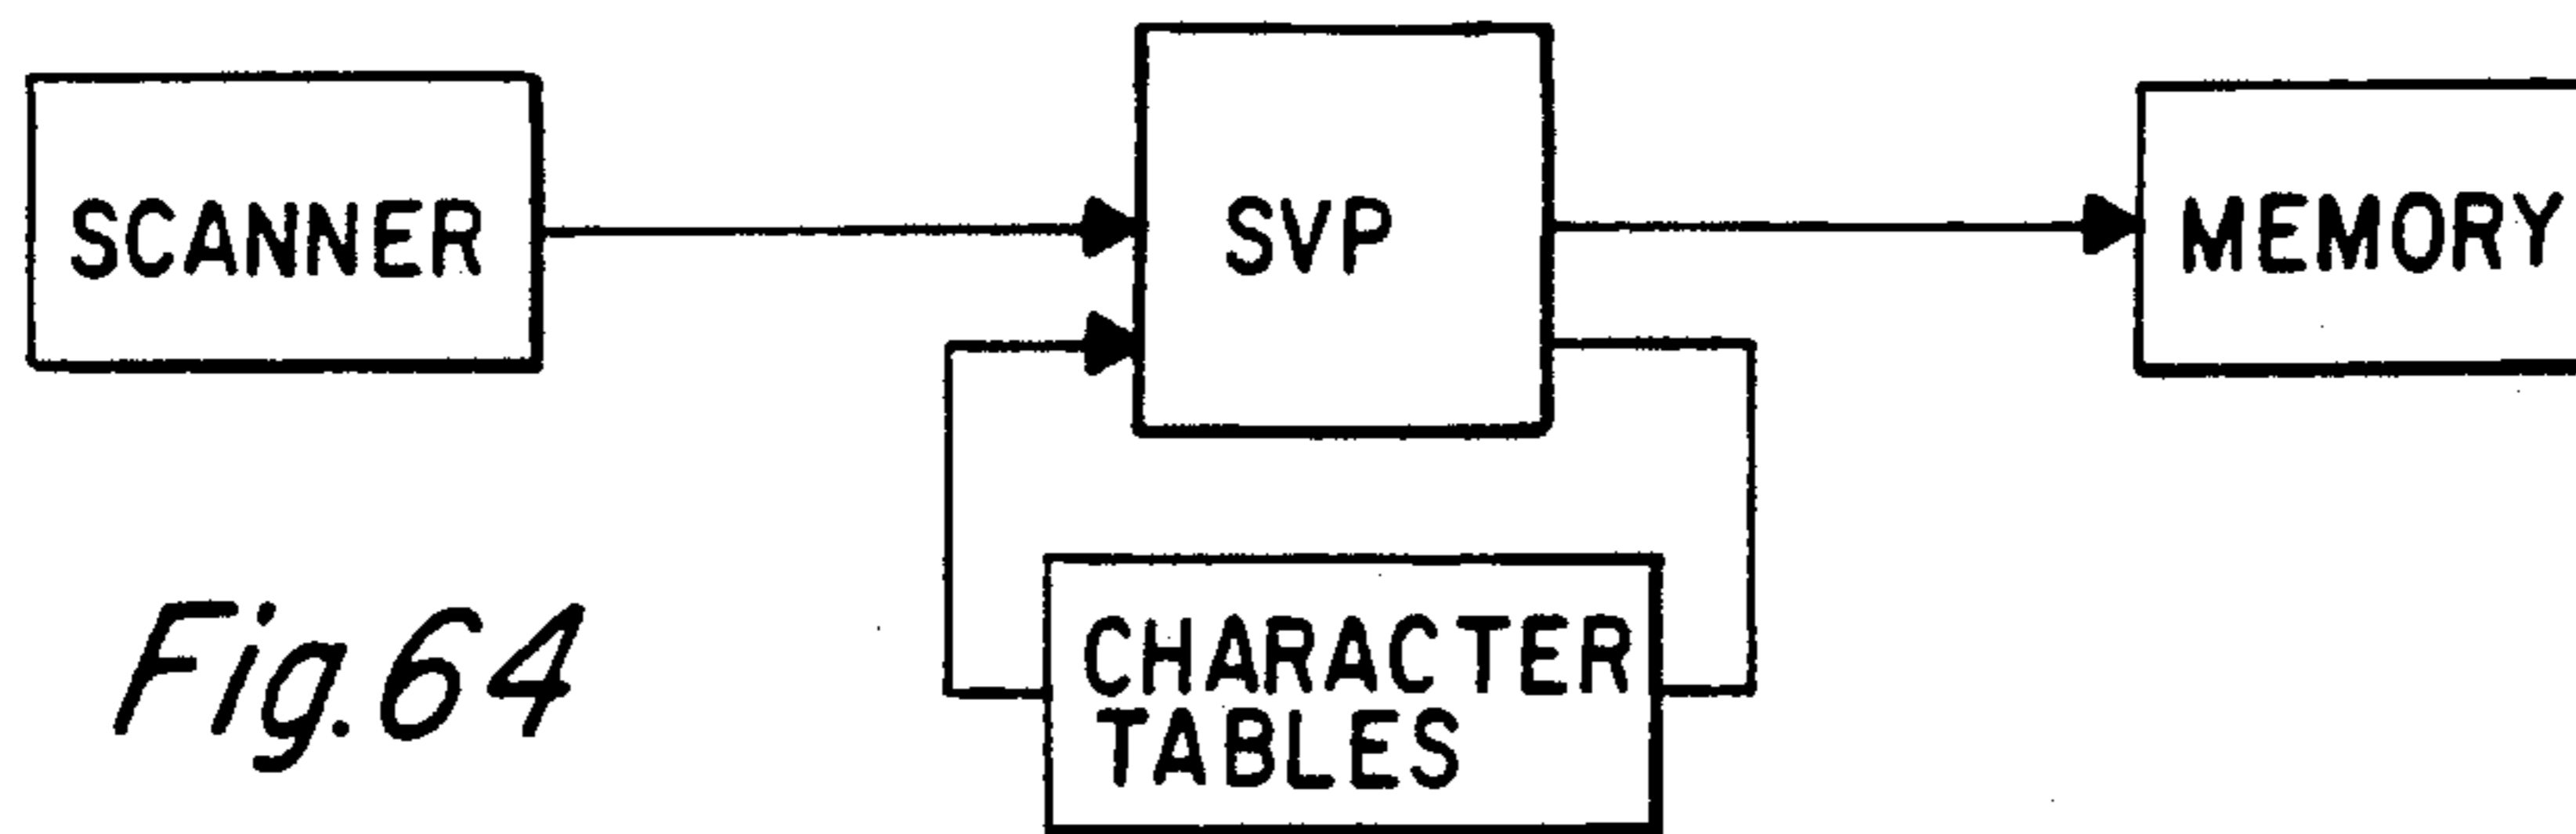 SCANNER
SVP
MEMORY
CHARACTER
TABLES
Fig.64